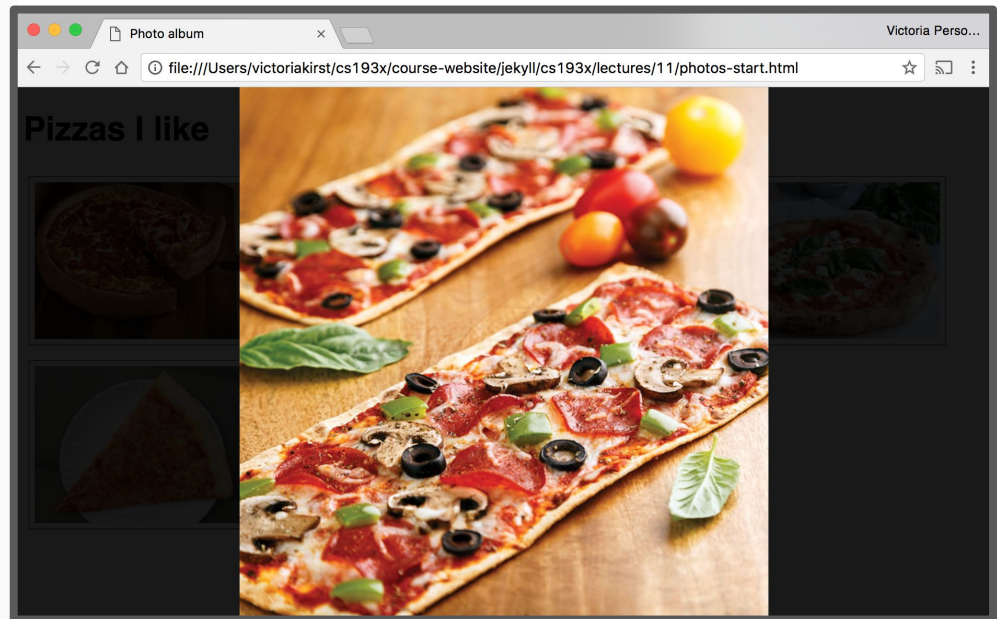 Photo album
Victoria Perso...
file:///Users/victoriakirst/cs193x/course-website/jekyll/cs193x/lectures/11/photos-start.html
Pizzas I like